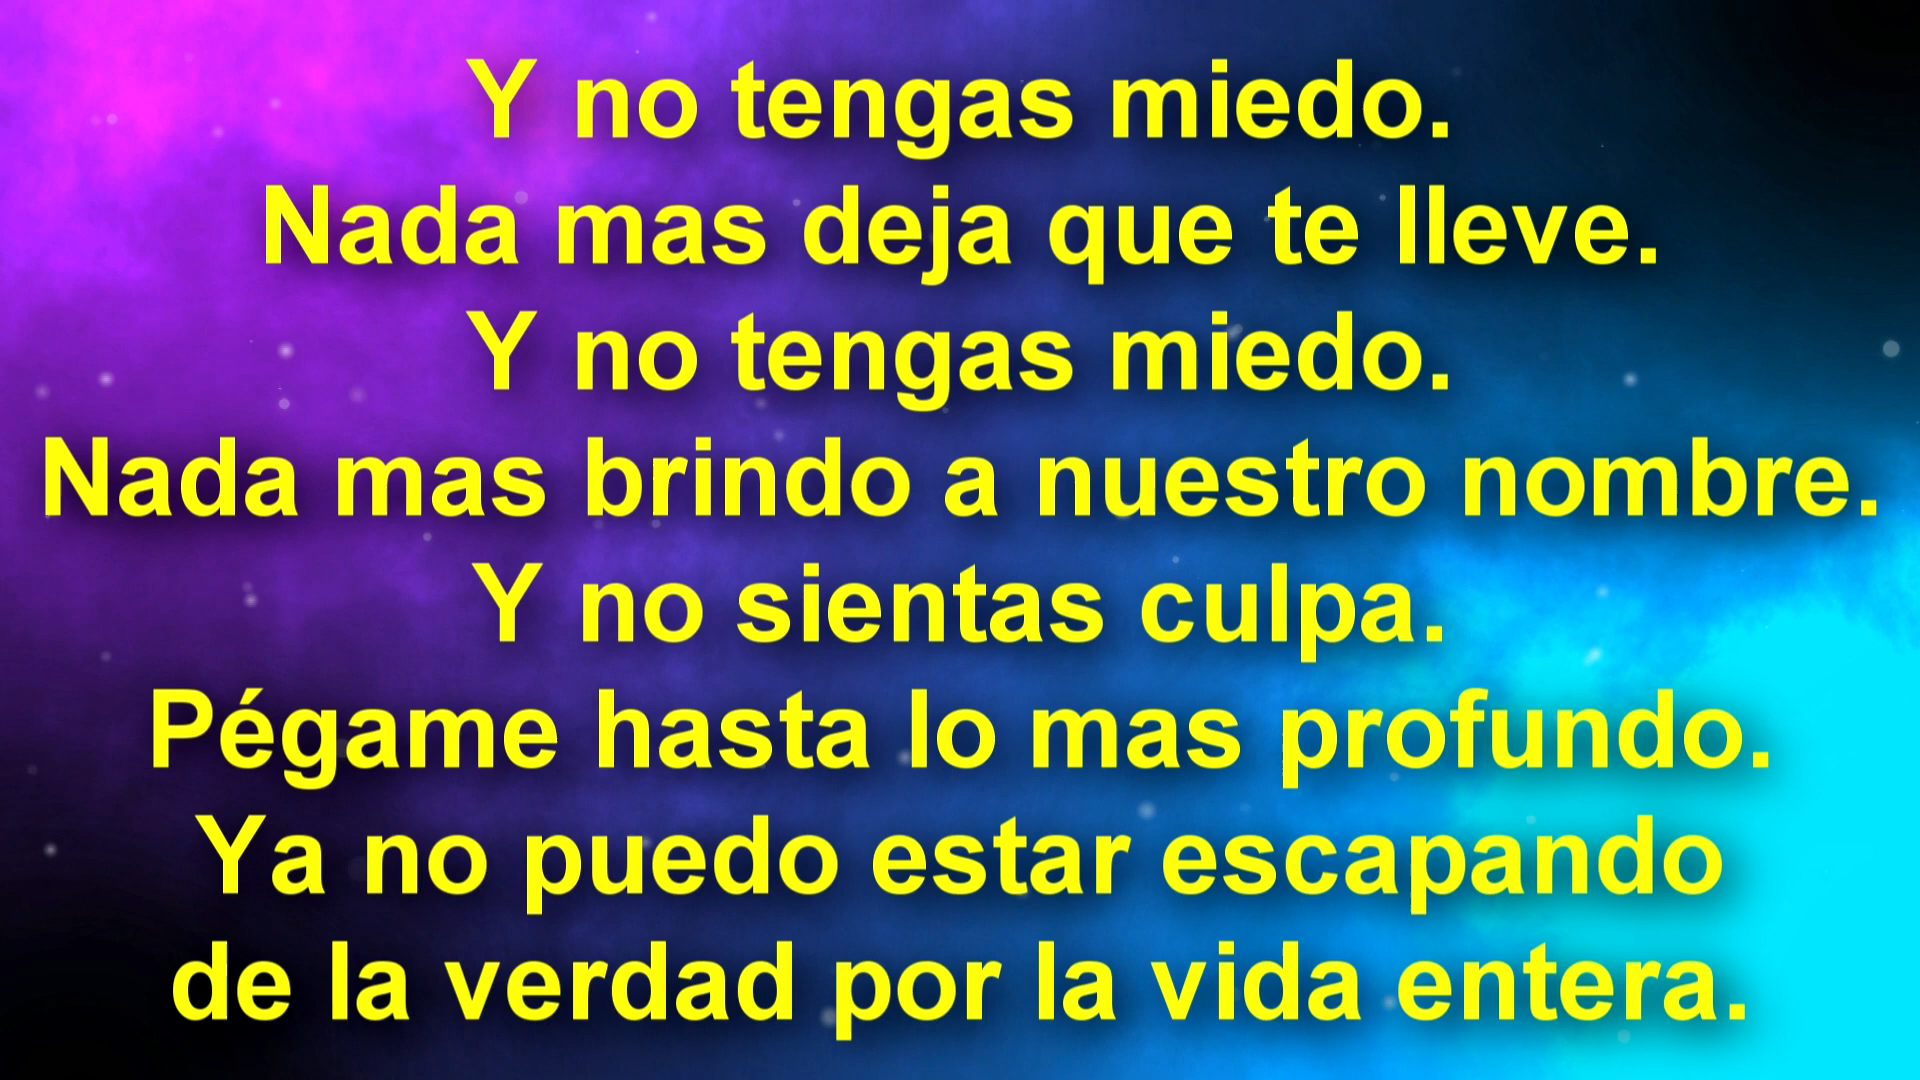 Y no tengas miedo.
Nada mas deja que te lleve.
Y no tengas miedo.
Nada mas brindo a nuestro nombre.
Y no sientas culpa.
Pégame hasta lo mas profundo.
Ya no puedo estar escapando
de la verdad por la vida entera.